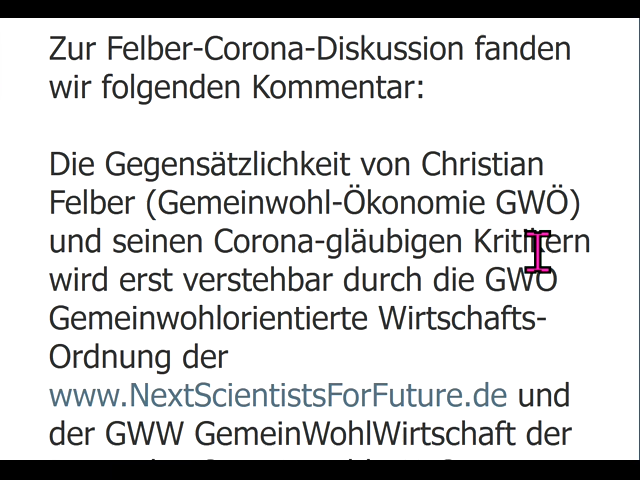 Zur Felber-Corona-Diskussion fanden
wir folgenden Kommentar:
Die Gegensätzlichkeit von Christian
Felber (Gemeinwohl-Ökonomie GWÖ)
und seinen Corona-gläubigen Kritikern
wird erst verstehbar durch die GWO
Gemeinwohlorientierte Wirtschafts-
Ordnung der
www.NextScientistsForFuture.de und
der GWW GemeinWohlWirtschaft der